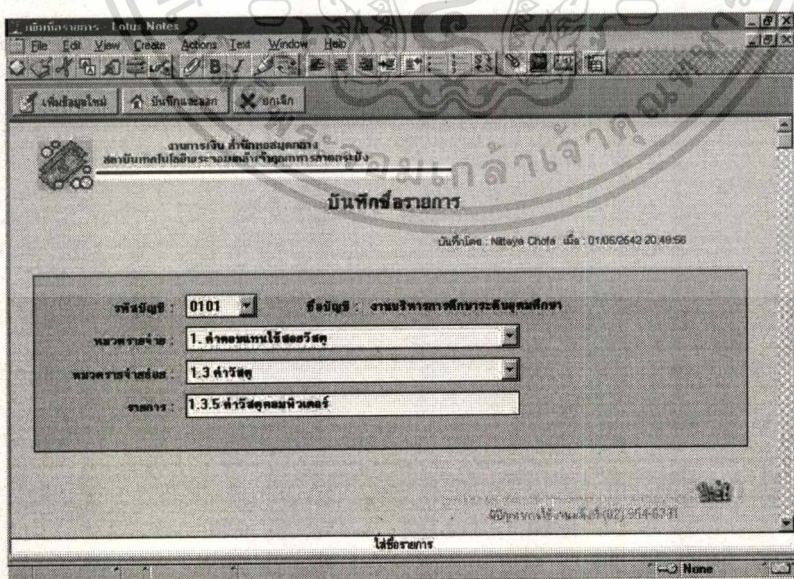 บันทึกชื่อรายการ - Lotus Notes
File Edit View Create Actions Text Window Help
เพิ่มข้อมูลใหม่ บันทึกและออก ยกเลิก
งานการเงิน สำนักหอสมุดกลาง
สถาบันเทคโนโลยีพระจอมเกล้าเจ้าคุณทหารลาดกระบัง
บันทึกชื่อรายการ
บันทึกโดย : Nittaya Chofa เมื่อ : 01/06/2542 20:49:56
รหัสบัญชี : 0101 ชื่อบัญชี : งานบริหารการศึกษาระดับอุดมศึกษา
หมวดรายจ่าย : 1. ค่าตอบแทนใช้สอยวัสดุ
หมวดรายจ่ายย่อย : 1.3 ค่าวัสดุ
รายการ : 1.3.5 ค่าวัสดุคอมพิวเตอร์
ใส่ชื่อรายการ
None